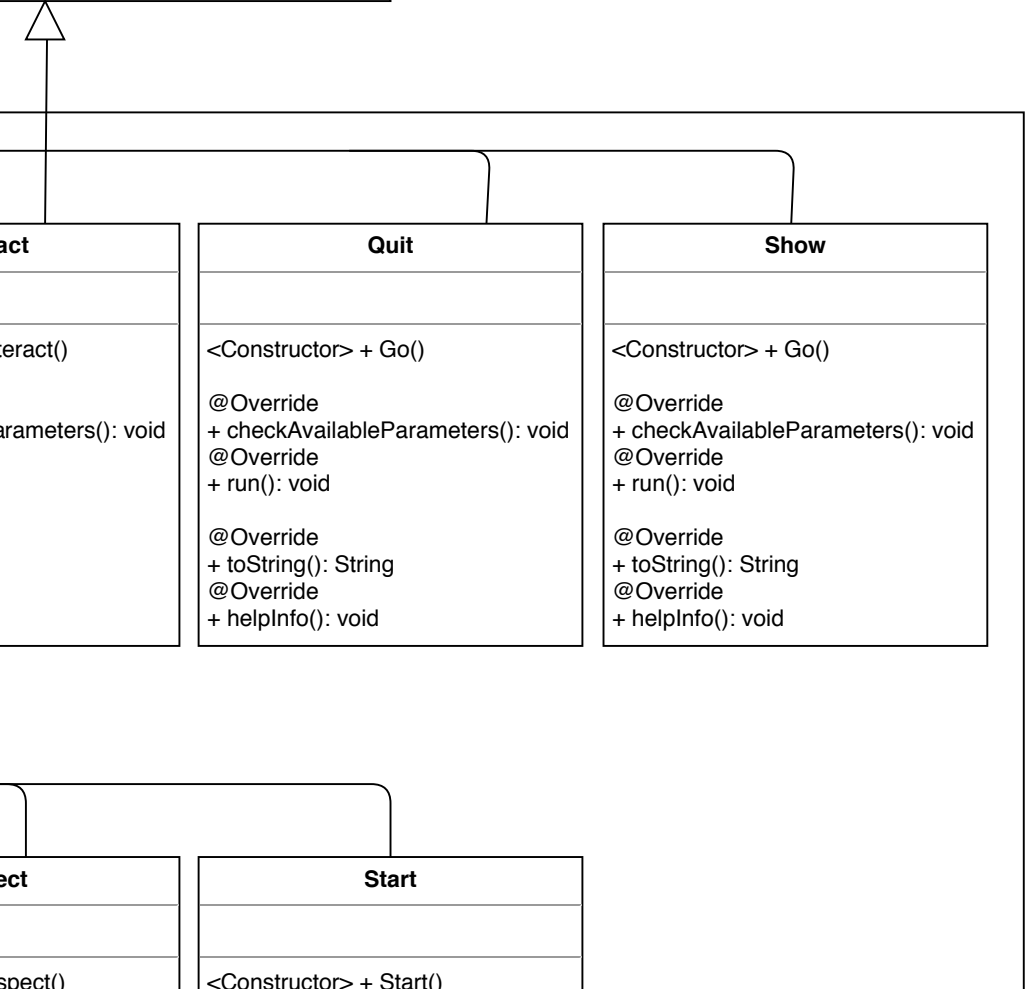 act
teract()
arameters(): void
Quit
<Constructor> + Go()
@Override
+ checkAvailableParameters(): void
@Override
+ run(): void
@Override
+ toString(): String
@Override
+ helpInfo(): void
Show
<Constructor> + Go()
@Override
+ checkAvailableParameters(): void
@Override
+ run(): void
@Override
+ toString(): String
@Override
+ helpInfo(): void
ect
spect()
Start
<Constructor> + Start()